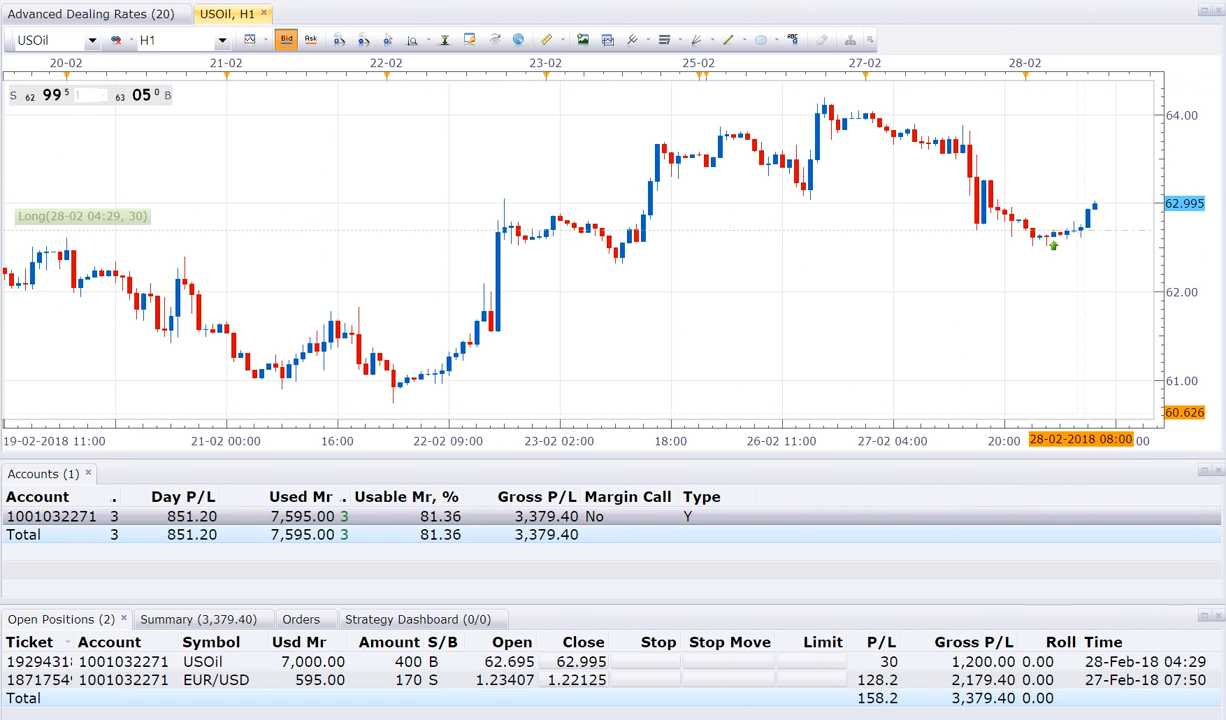 Advanced Dealing Rates (20) USOil, H1
USOil H1 Bid Ask ABC
20-02 21-02 22-02 23-02 25-02 27-02 28-02
S 62 99 5 1 63 05 0 B
64.00
62.995
Long(28-02 04:29, 30)
62.00
61.00
60.626
19-02-2018 11:00 21-02 00:00 16:00 22-02 09:00 23-02 02:00 18:00 26-02 11:00 27-02 04:00 20:00 28-02-2018 08:00 :00
Accounts (1)
Account . Day P/L Used Mr . Usable Mr, % Gross P/L Margin Call Type
1001032271 3 851.20 7,595.00 3 81.36 3,379.40 No Y
Total 3 851.20 7,595.00 3 81.36 3,379.40
Open Positions (2) Summary (3,379.40) Orders Strategy Dashboard (0/0)
Ticket Account Symbol Usd Mr Amount S/B Open Close Stop Stop Move Limit P/L Gross P/L Roll Time
1929431 1001032271 USOil 7,000.00 400 B 62.695 62.995 30 1,200.00 0.00 28-Feb-18 04:29
1871754 1001032271 EUR/USD 595.00 170 S 1.23407 1.22125 128.2 2,179.40 0.00 27-Feb-18 07:50
Total 158.2 3,379.40 0.00